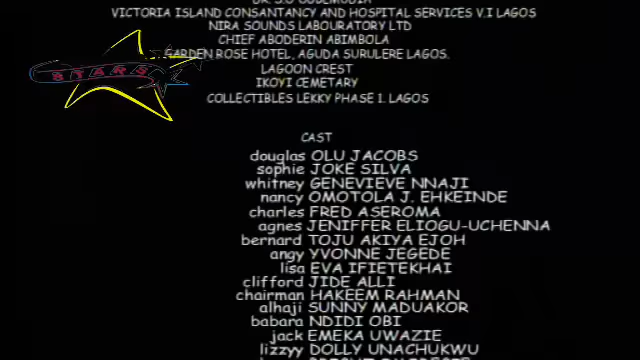 VICTORIA ISLAND CONSANTANCY AND HOSPITAL SERVICES V.I LAGOS
NIRA SOUNDS LABOURATORY LTD
CHIEF ABODERIN ABIMBOLA
GARDEN ROSE HOTEL, AGUDA SURULERE LAGOS.
STARS
LAGOON CREST
IKOYI CEMETARY
COLLECTIBLES LEKKY PHASE 1. LAGOS
CAST
douglas OLU JACOBS
sophie JOKE SILVA
whitney GENEVIEVE NNAJI
nancy OMOTOLA J. EHKEINDE
charles FRED ASEROMA
agnes JENIFFER ELIOGU-UCHENNA
bernard TOJU AKIYA EJOH
angy YVONNE JEGEDE
lisa EVA IFIETEKHAI
clifford JIDE ALLI
chairman HAKEEM RAHMAN
alhaji SUNNY MADUAKOR
babara NDIDI OBI
jack EMEKA UWAZIE
lizzyy DOLLY UNACHUKWU